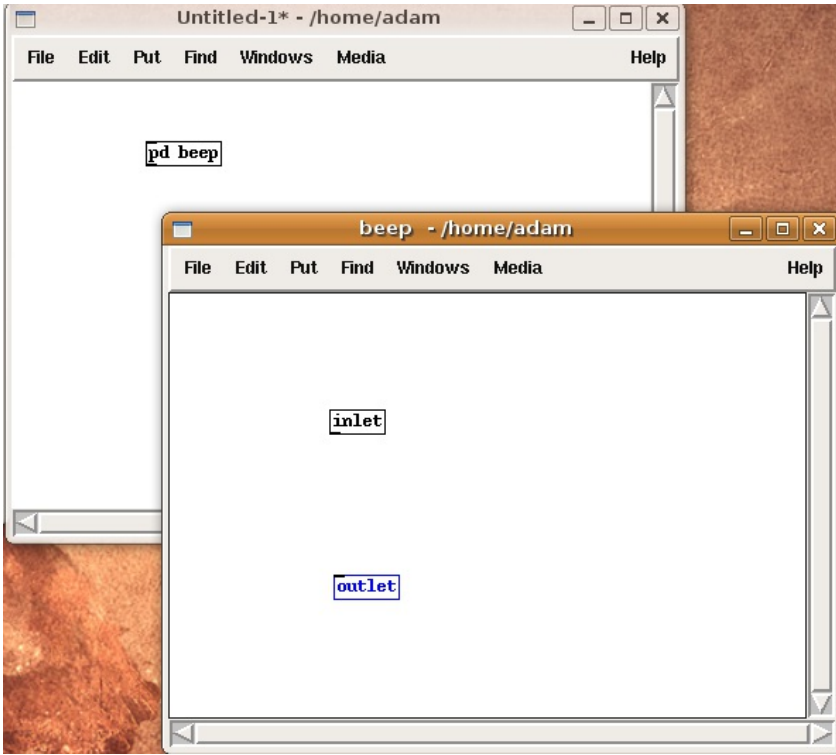 Untitled-1* - /home/adam
File Edit Put Find Windows Media Help
pd beep
beep - /home/adam
File Edit Put Find Windows Media Help
inlet
outlet